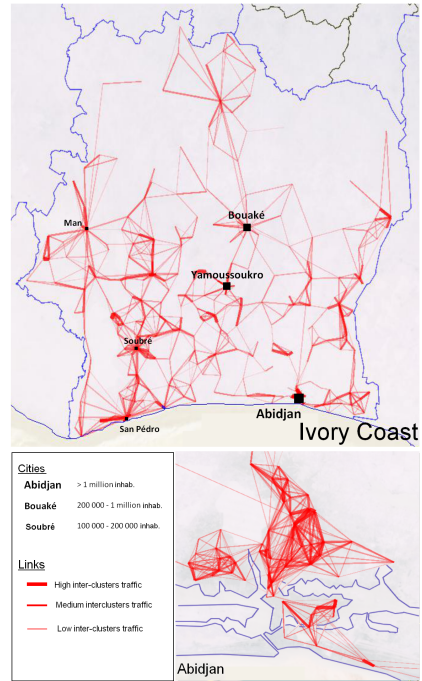 Man
Bouaké
Yamoussoukro
Soubré
San Pédro
Abidjan
Ivory Coast
Cities
Abidjan > 1 million inhab.
Bouaké 200 000 - 1 million inhab.
Soubré 100 000 - 200 000 inhab.
Links
High inter-clusters traffic
Medium interclusters traffic
Low inter-clusters traffic
Abidjan